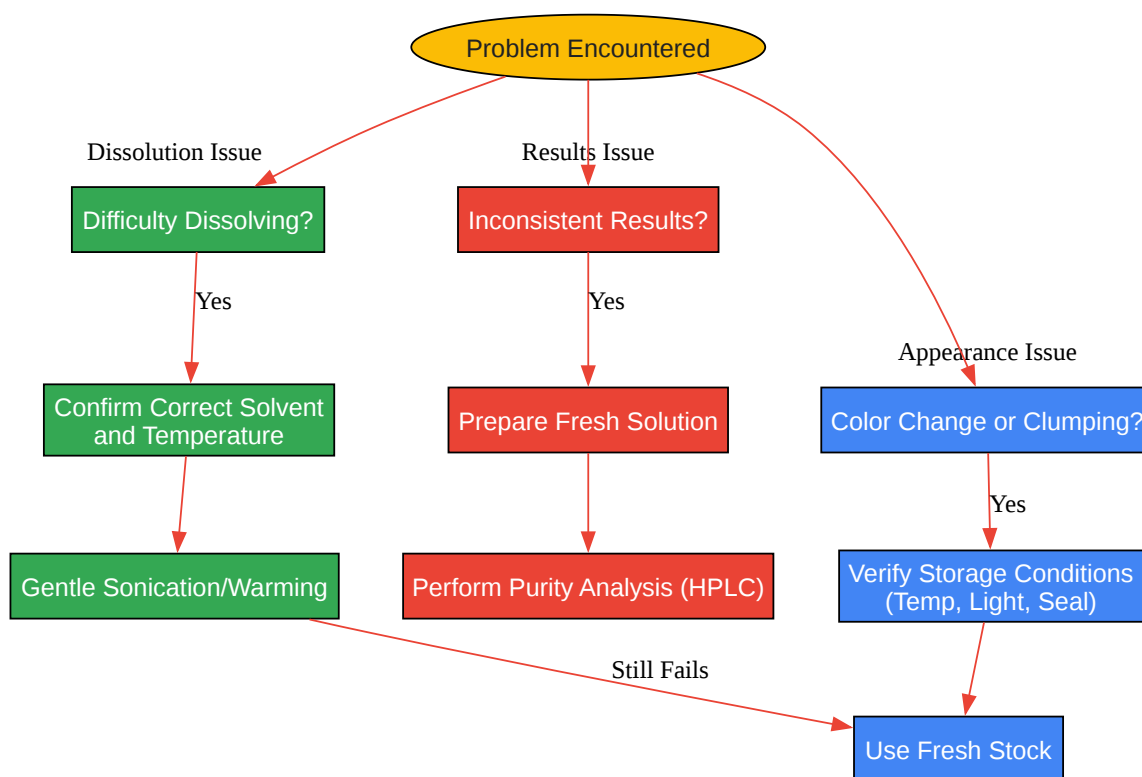 Problem Encountered
Dissolution Issue
Results Issue
Difficulty Dissolving?
Inconsistent Results?
Yes
Yes
Appearance Issue
Confirm Correct Solvent
and Temperature
Prepare Fresh Solution
Color Change or Clumping?
Yes
Gentle Sonication/Warming
Perform Purity Analysis (HPLC)
Verify Storage Conditions
(Temp, Light, Seal)
Still Fails
Use Fresh Stock